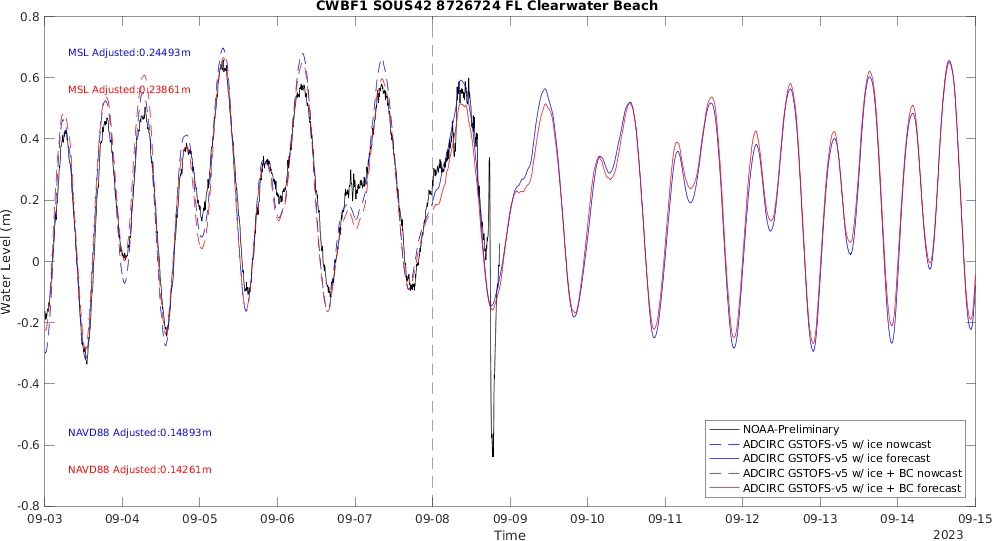 CWBF1 SOUS42 8726724 FL Clearwater Beach
0.8
0.6
0.4
0.2
0
-0.2
-0.4
-0.6
-0.8
Water Level (m)
MSL Adjusted:0.24493m
MSL Adjusted:0.23861m
NAVD88 Adjusted:0.14893m
NAVD88 Adjusted:0.14261m
NOAA-Preliminary
ADCIRC GSTOFS-v5 w/ ice nowcast
ADCIRC GSTOFS-v5 w/ ice forecast
ADCIRC GSTOFS-v5 w/ ice + BC nowcast
ADCIRC GSTOFS-v5 w/ ice + BC forecast
09-03 09-04 09-05 09-06 09-07 09-08 09-09 09-10 09-11 09-12 09-13 09-14 09-15
Time
2023